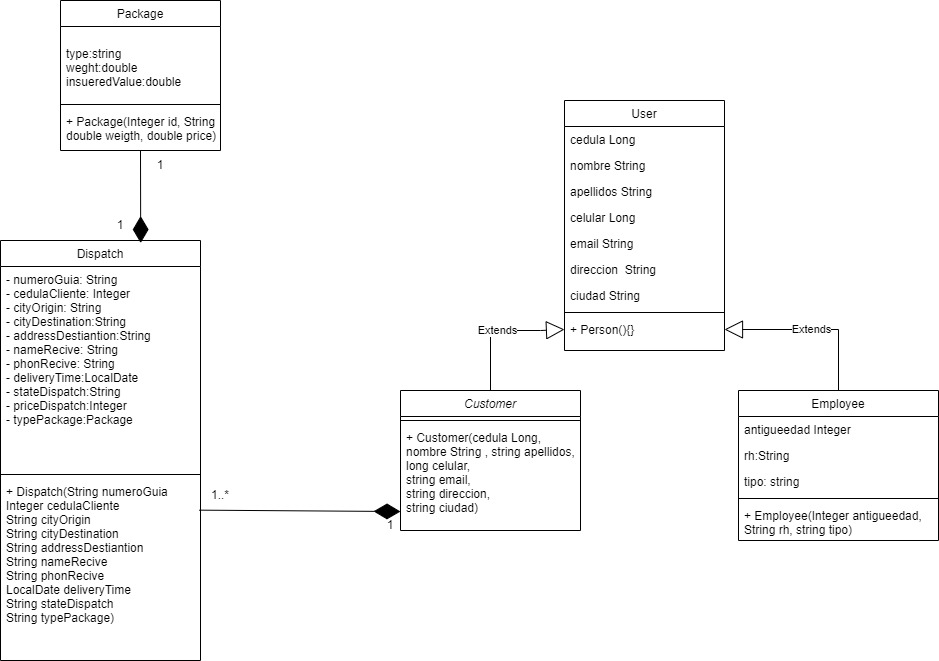 Package
type:string
weght:double
insueredValue:double
+ Package(Integer id, String
double weigth, double price)
1
1
Dispatch
- numeroGuia: String
- cedulaCliente: Integer
- cityOrigin: String
- cityDestination:String
- addressDestiantion:String
- nameRecive: String
- phonRecive: String
- deliveryTime:LocalDate
- stateDispatch:String
- priceDispatch:Integer
- typePackage:Package
+ Dispatch(String numeroGuia
Integer cedulaCliente
String cityOrigin
String cityDestination
String addressDestiantion
String nameRecive
String phonRecive
LocalDate deliveryTime
String stateDispatch
String typePackage)
1..*
1
User
cedula Long
nombre String
apellidos String
celular Long
email String
direccion  String
ciudad String
+ Person(){}
Extends
Extends
Customer
+ Customer(cedula Long,
nombre String , string apellidos,
long celular,
string email,
string direccion,
string ciudad)
Employee
antigueedad Integer
rh:String
tipo: string
+ Employee(Integer antigueedad,
String rh, string tipo)